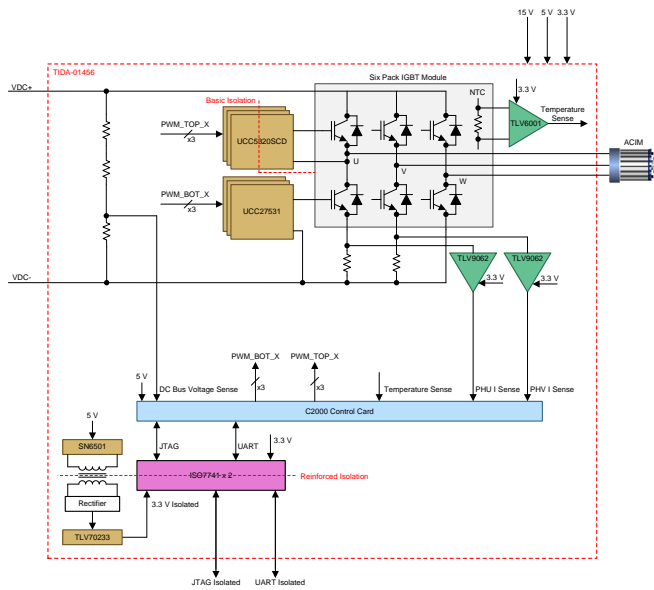 15 V
5 V
3.3 V
TIDA-01456
Six Pack IGBT Module
VDC+
Basic Isolation
NTC
3.3 V
Temperature
Sense
PWM_TOP_X
x3
UCC5320SCD
TLV6001
ACIM
U
V
W
PWM_BOT_X
x3
UCC27531
TLV9062
TLV9062
VDC-
3.3 V
3.3 V
PWM_BOT_X
PWM_TOP_X
5 V
DC Bus Voltage Sense
x3
x3
Temperature Sense
PHU I Sense
PHV I Sense
C2000 Control Card
5 V
JTAG
UART
3.3 V
SN6501
ISO7741 x 2
Reinforced Isolation
Rectifier
3.3 V Isolated
TLV70233
JTAG Isolated
UART Isolated